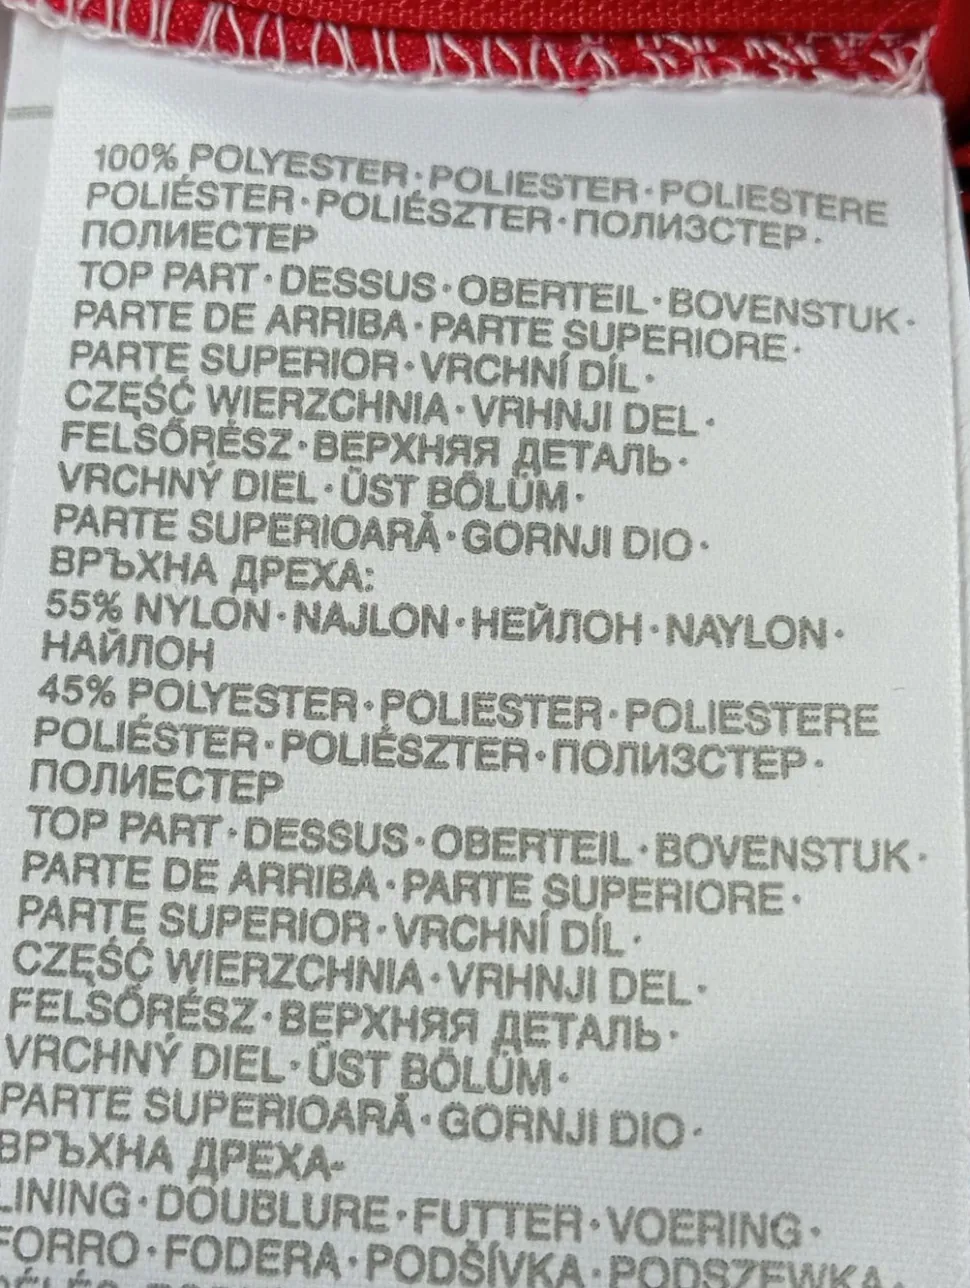 100% POLYESTER · POLIESTER · POLIESTERE
POLIÉSTER · POLIÉSZTER · ПОЛИЗСТЕР ·
ПОЛИЕСТЕР
TOP PART · DESSUS · OBERTEIL · BOVENSTUK ·
PARTE DE ARRIBA · PARTE SUPERIORE ·
PARTE SUPERIOR · VRCHNÍ DÍL ·
CZĘŚĆ WIERZCHNIA · VRHNJI DEL ·
FELSŐRÉSZ · ВЕРХНЯЯ ДЕТАЛЬ ·
VRCHNÝ DIEL · ÜST BÖLÜM ·
PARTE SUPERIOARĂ · GORNJI DIO ·
ВРЪХНА ДРЕХА:
55% NYLON · NAJLON · НЕЙЛОН · NAYLON ·
НАЙЛОН
45% POLYESTER · POLIESTER · POLIESTERE
POLIÉSTER · POLIÉSZTER · ПОЛИЗСТЕР ·
ПОЛИЕСТЕР
TOP PART · DESSUS · OBERTEIL · BOVENSTUK ·
PARTE DE ARRIBA · PARTE SUPERIORE ·
PARTE SUPERIOR · VRCHNÍ DÍL ·
CZĘŚĆ WIERZCHNIA · VRHNJI DEL ·
FELSŐRÉSZ · ВЕРХНЯЯ ДЕТАЛЬ ·
VRCHNÝ DIEL · ÜST BÖLÜM ·
PARTE SUPERIOARĂ · GORNJI DIO ·
ВРЪХНА ДРЕХА-
LINING · DOUBLURE · FUTTER · VOERING ·
FORRO · FODERA · PODŠÍVKA · PODSZEWKA